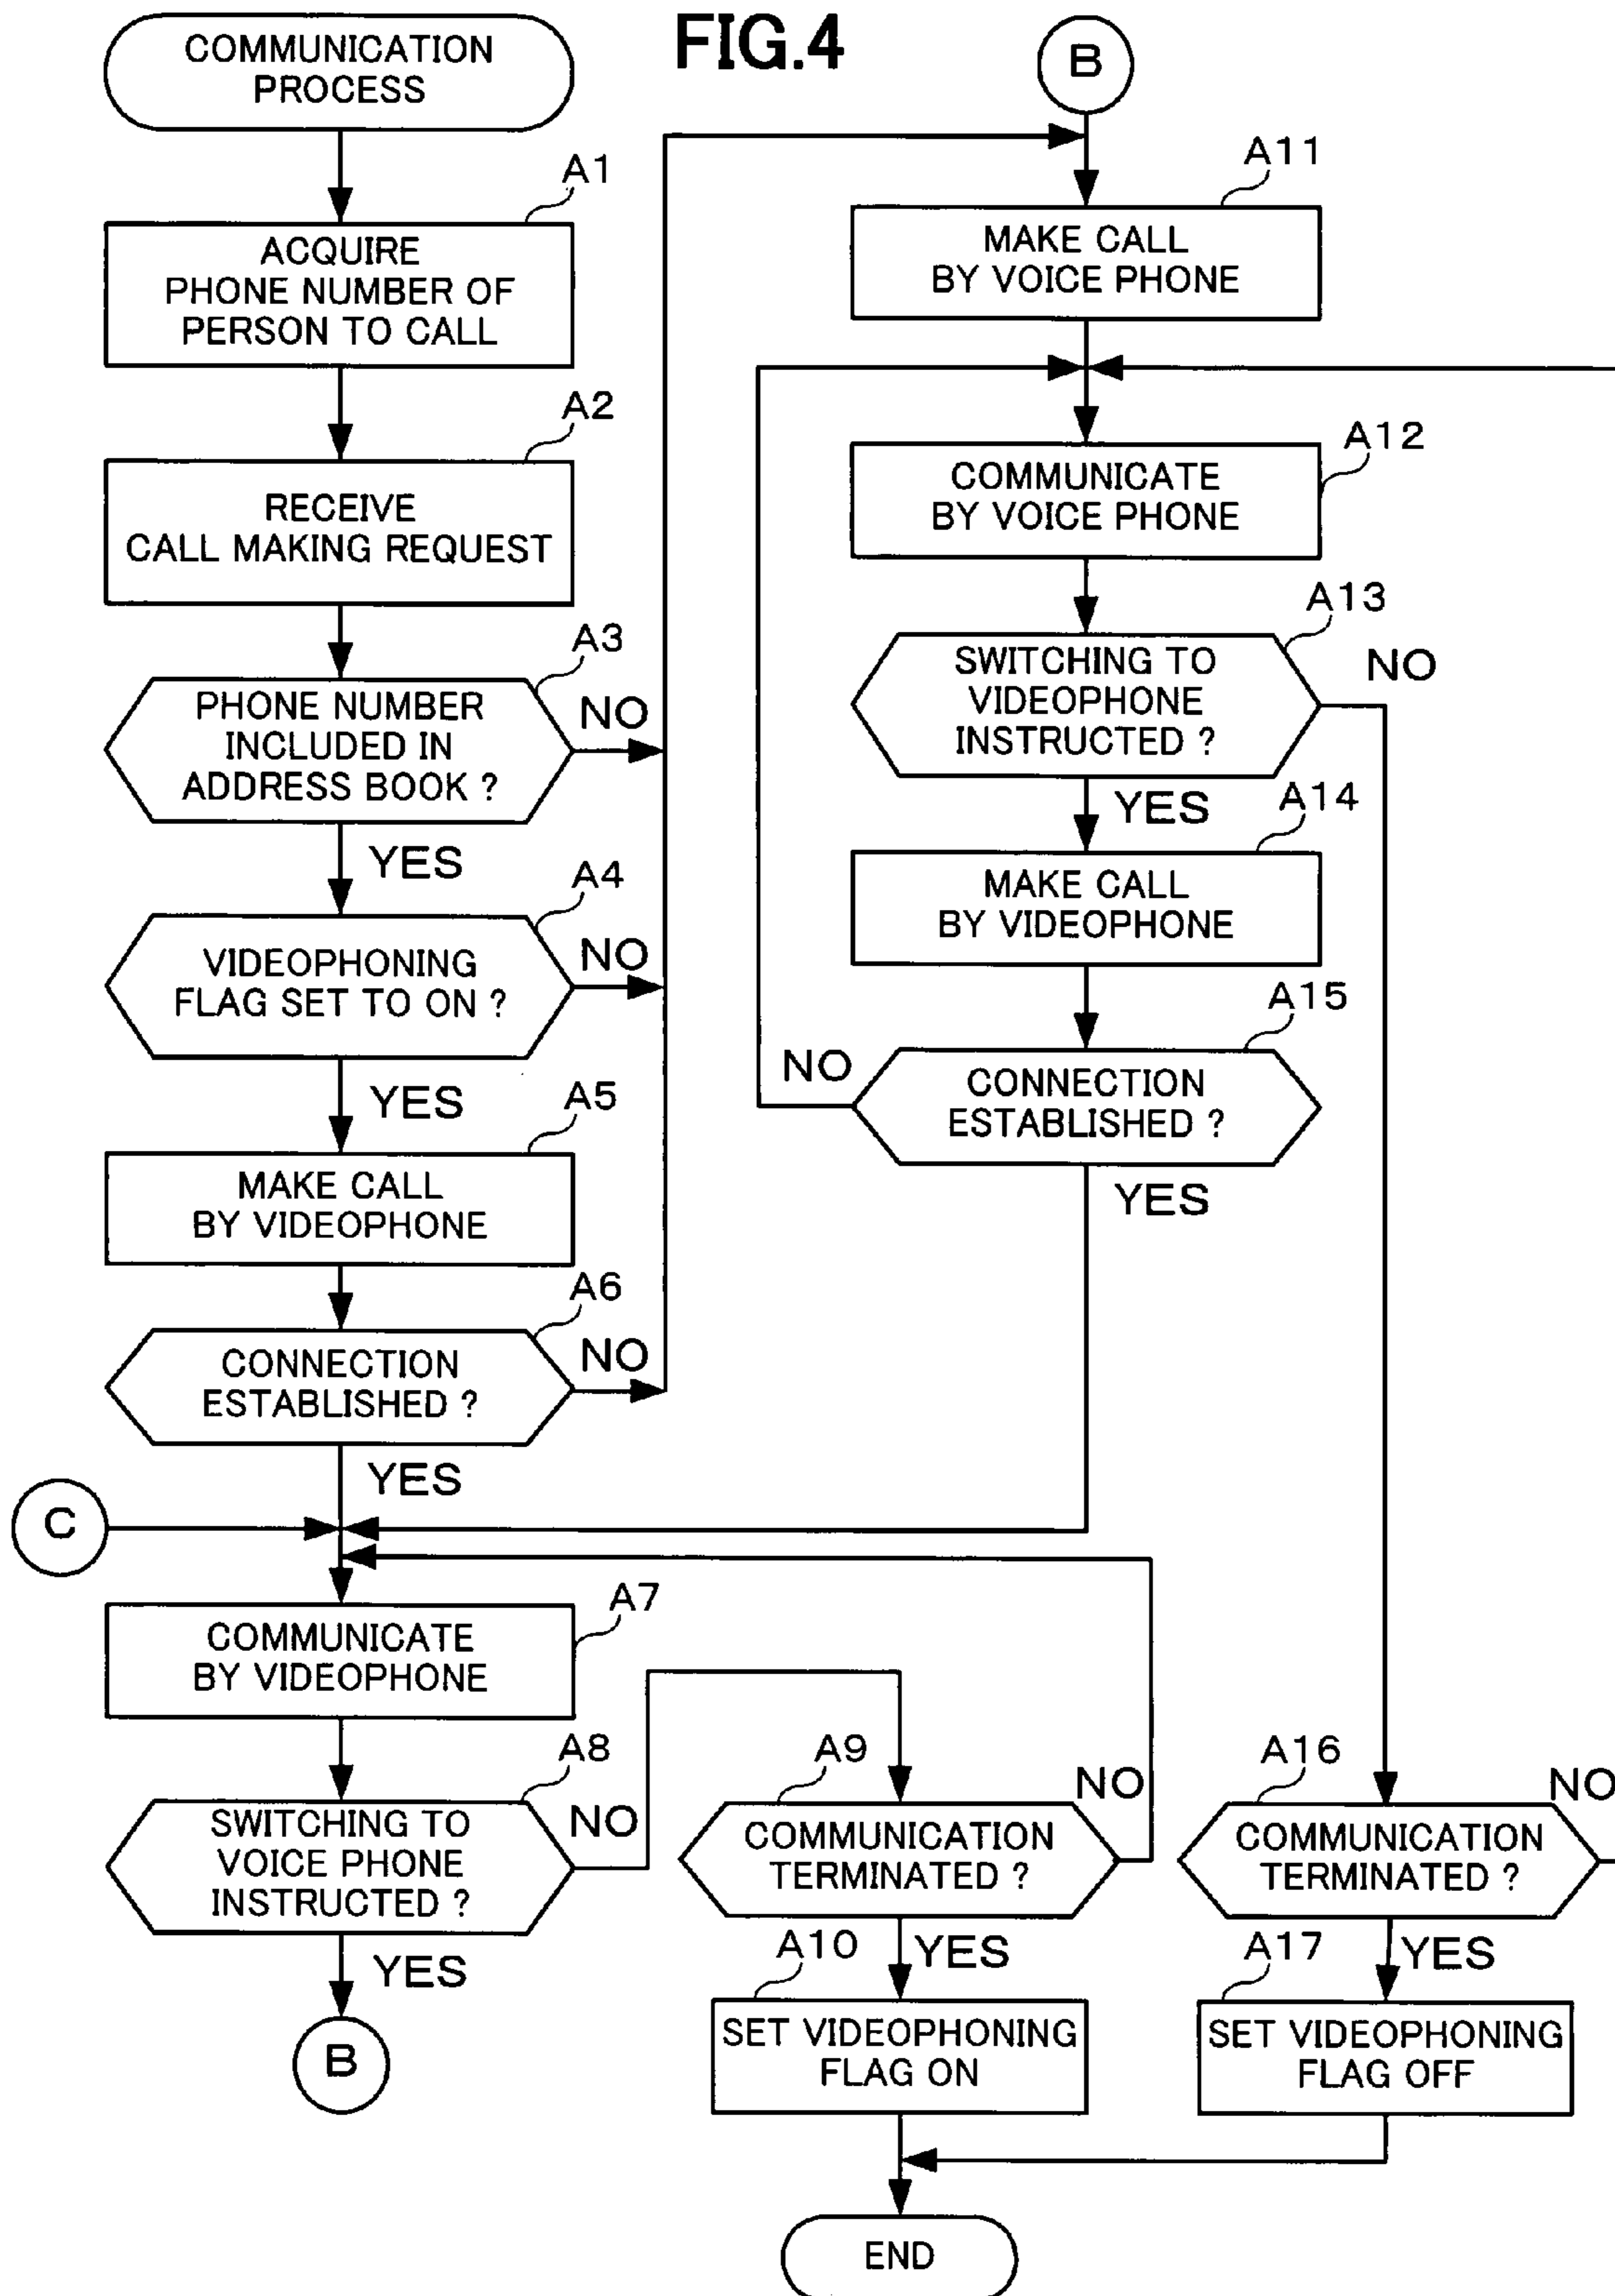 FIG.4
COMMUNICATION
PROCESS
A1
ACQUIRE
PHONE NUMBER OF
PERSON TO CALL
A2
RECEIVE
CALL MAKING REQUEST
A3
PHONE NUMBER
INCLUDED IN
ADDRESS BOOK ?
NO
YES
A4
VIDEOPHONING
FLAG SET TO ON ?
NO
YES
A5
MAKE CALL
BY VIDEOPHONE
A6
CONNECTION
ESTABLISHED ?
NO
YES
C
A7
COMMUNICATE
BY VIDEOPHONE
A8
SWITCHING TO
VOICE PHONE
INSTRUCTED ?
NO
YES
B
A9
COMMUNICATION
TERMINATED ?
NO
YES
A10
SET VIDEOPHONING
FLAG ON
B
A11
MAKE CALL
BY VOICE PHONE
A12
COMMUNICATE
BY VOICE PHONE
A13
SWITCHING TO
VIDEOPHONE
INSTRUCTED ?
NO
YES
A14
MAKE CALL
BY VIDEOPHONE
A15
CONNECTION
ESTABLISHED ?
NO
YES
A16
COMMUNICATION
TERMINATED ?
NO
YES
A17
SET VIDEOPHONING
FLAG OFF
END